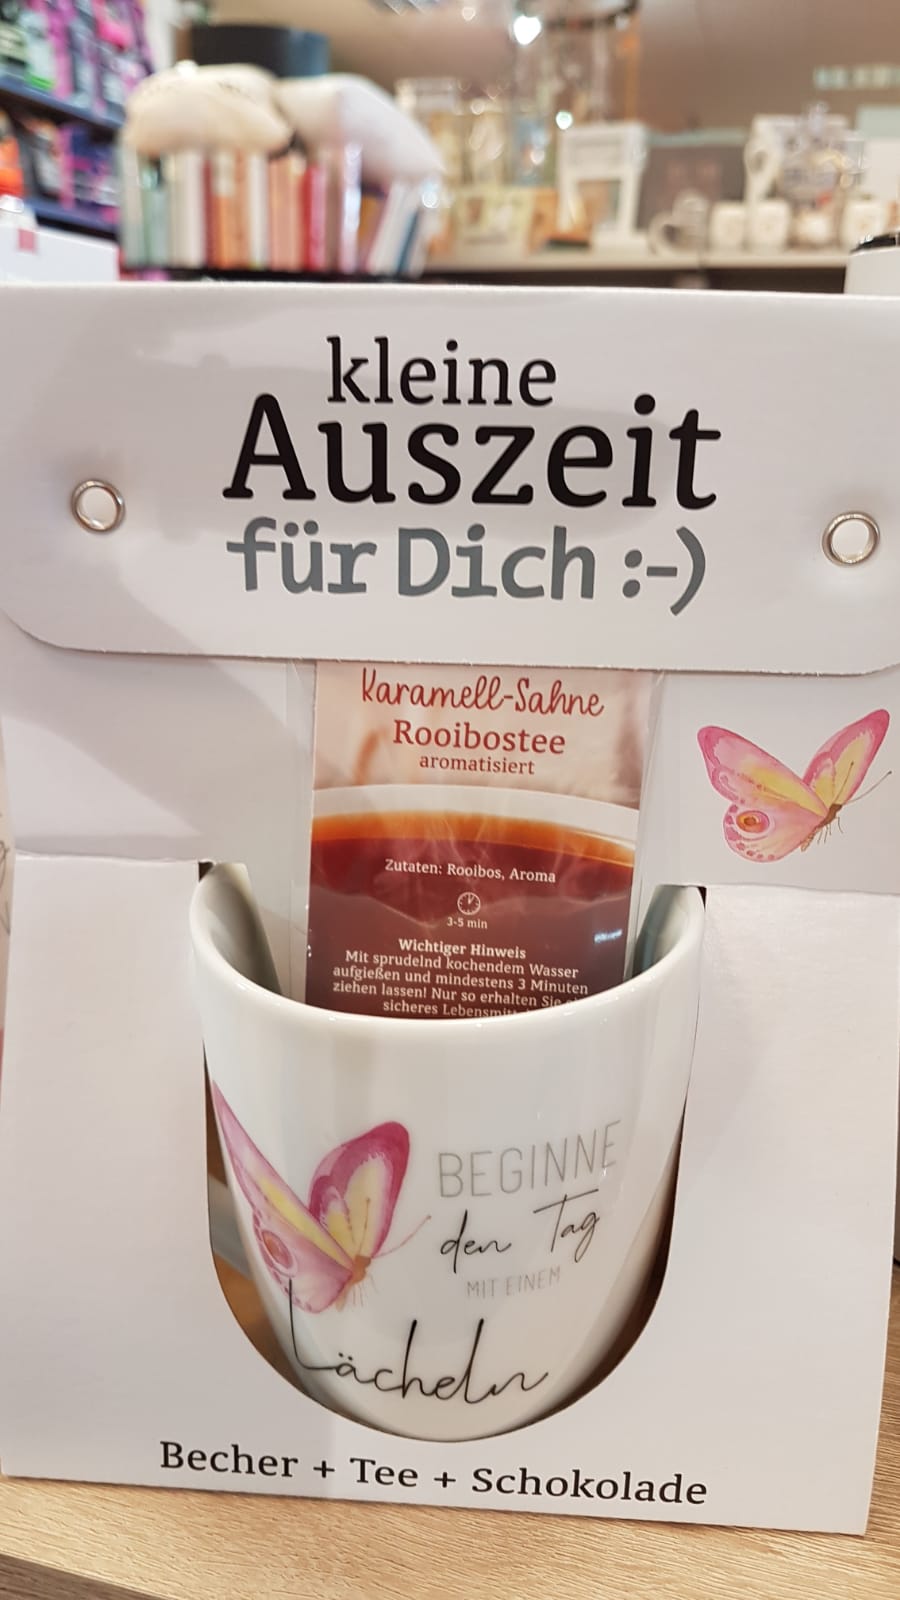 kleine
Auszeit
für Dich :-)
Karamell-Sahne
Rooibostee
aromatisiert
Zutaten: Rooibos, Aroma
3-5 min
Wichtiger Hinweis
Mit sprudelnd kochendem Wasser
aufgießen und mindestens 3 Minuten
ziehen lassen! Nur so erhalten Sie
sicheres
BEGINNE
den Tag
MIT EINEM
Lächeln
Becher + Tee + Schokolade